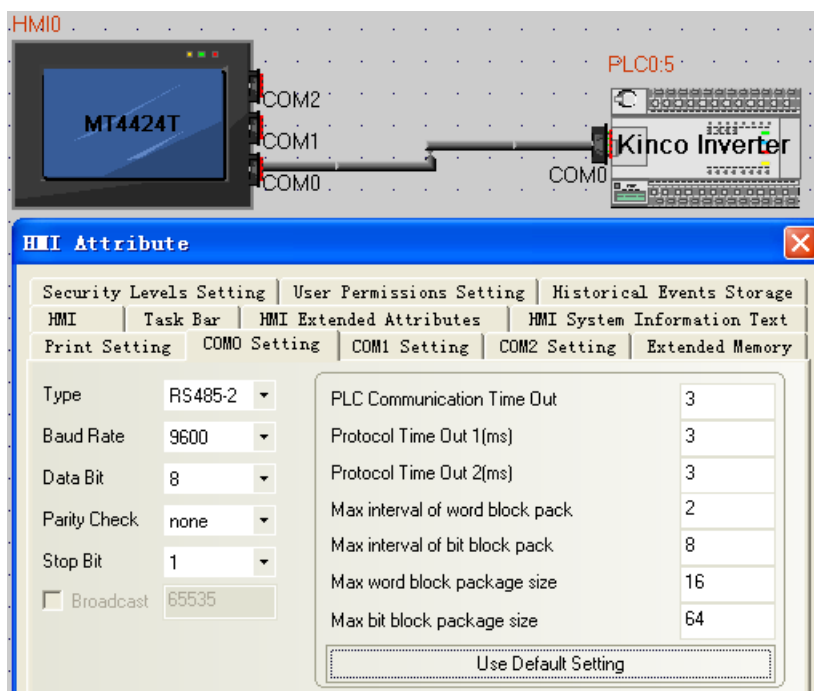 HMI0
PLC0:5
COM2
MT4424T
COM1
Kinco Inverter
COM0
COM0
HMI Attribute
Security Levels Setting
User Permissions Setting
Historical Events Storage
HMI
Task Bar
HMI Extended Attributes
HMI System Information Text
Print Setting
COM0 Setting
COM1 Setting
COM2 Setting
Extended Memory
Type
RS485-2
Baud Rate
9600
Data Bit
8
Parity Check
none
Stop Bit
1
Broadcast
65535
PLC Communication Time Out
3
Protocol Time Out 1(ms)
3
Protocol Time Out 2(ms)
3
Max interval of word block pack
2
Max interval of bit block pack
8
Max word block package size
16
Max bit block package size
64
Use Default Setting